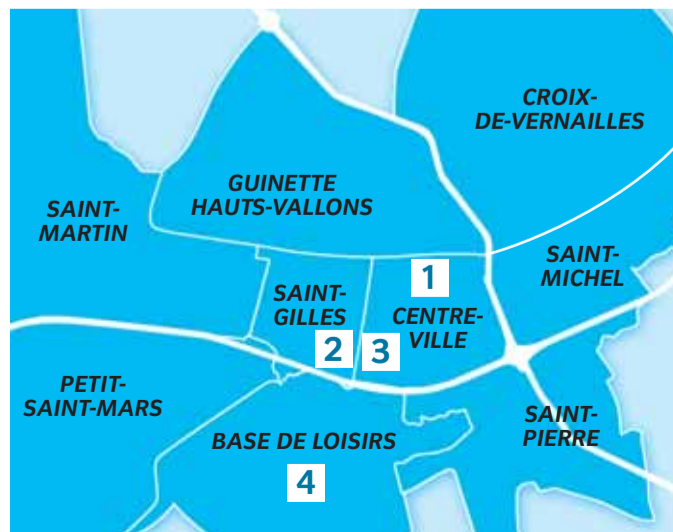 CROIX-
DE-VERNAILLES
GUINETTE
HAUTS-VALLONS
SAINT-
MARTIN
SAINT-
MICHEL
1
SAINT-
GILLES
CENTRE-
VILLE
2
3
PETIT-
SAINT-MARS
SAINT-
PIERRE
BASE DE LOISIRS
4